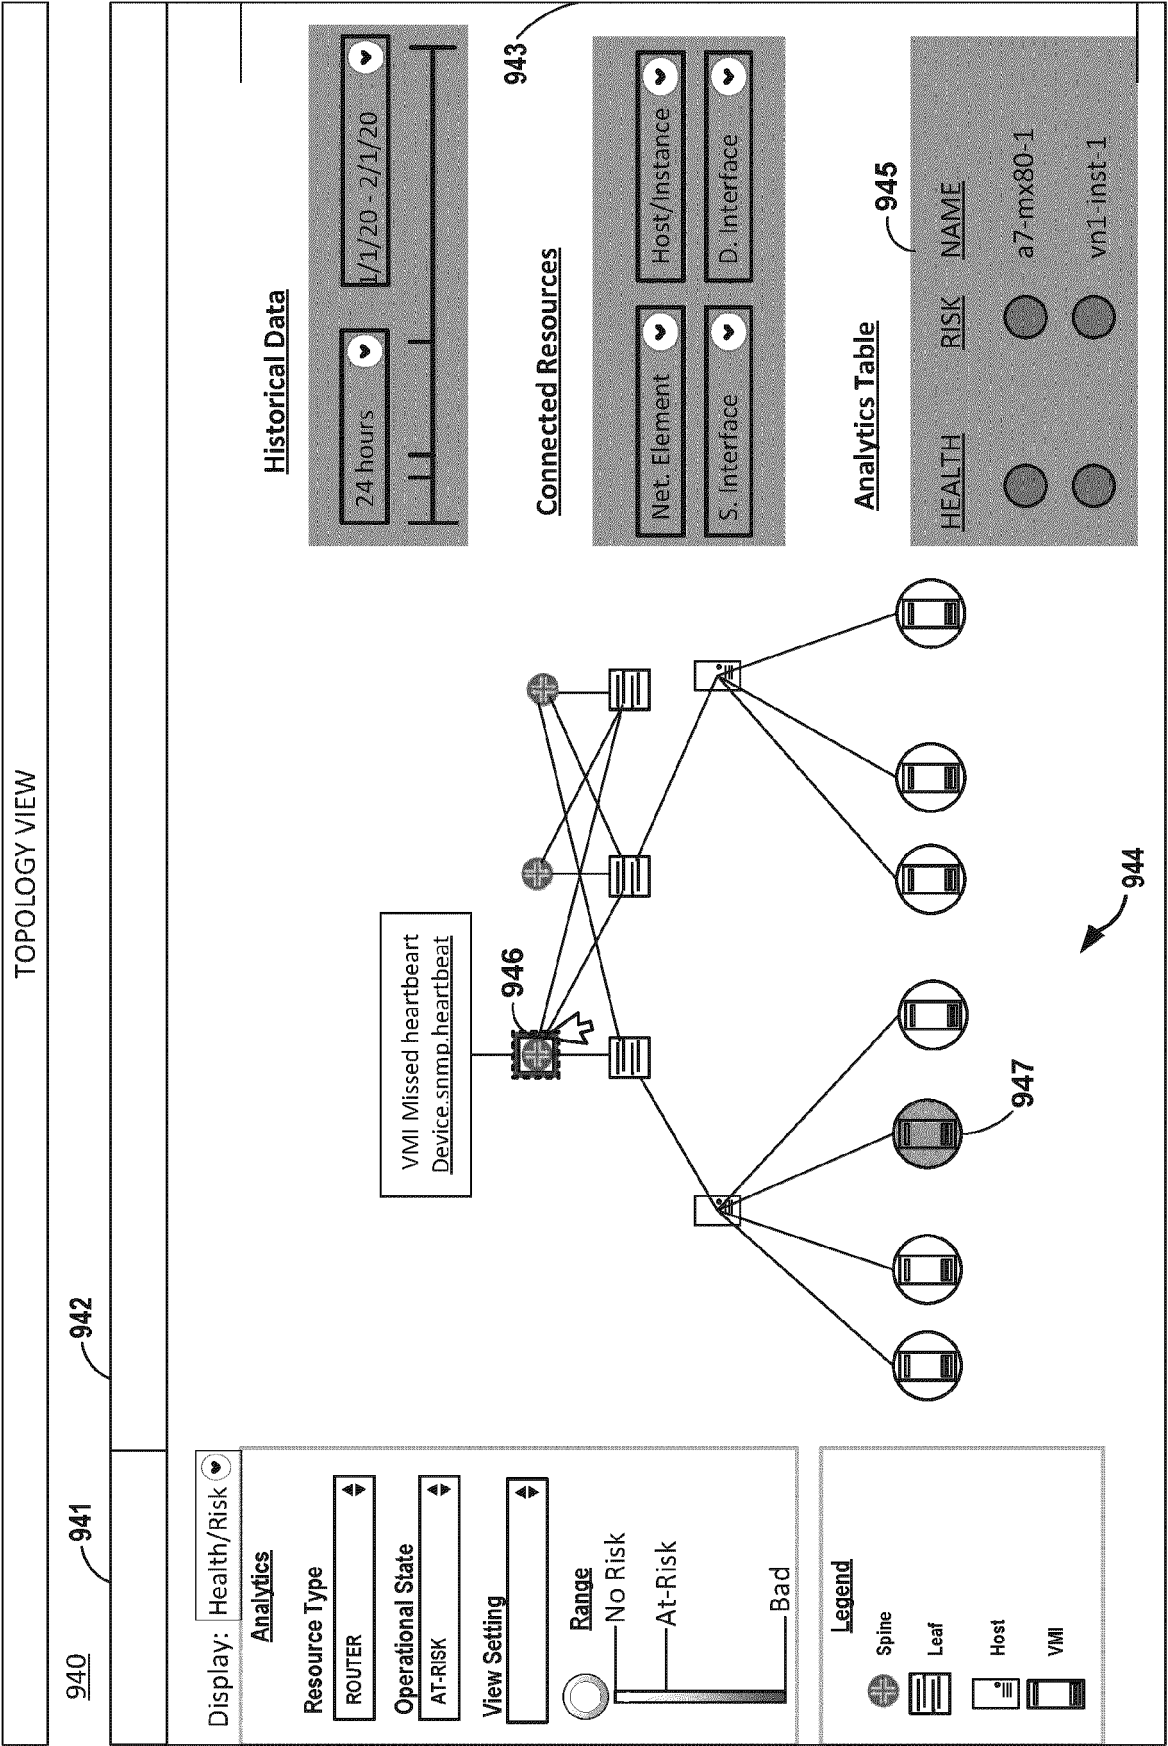 TOPOLOGY VIEW
940
941
942
Display: Health/Risk
Analytics
Resource Type
ROUTER
Operational State
AT-RISK
View Setting
Range
No Risk
At-Risk
Bad
Legend
Spine
Leaf
Host
VMI
VMI Missed heartbeart
Device.snmp.heartbeat
946
947
944
Historical Data
24 hours
1/1/20 -2/1/20
943
Connected Resources
Net. Element
Host/Instance
S. Interface
D. Interface
Analytics Table
945
HEALTH RISK NAME
a7-mx80-1
vn1-inst-1